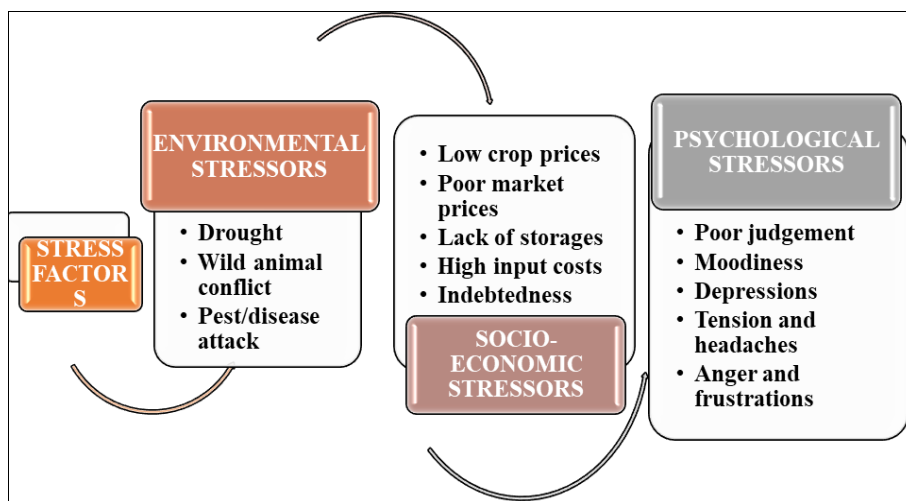 STRESS
FACTOR
S
ENVIRONMENTAL
STRESSORS
• Drought
• Wild animal
conflict
• Pest/disease
attack
• Low crop prices
• Poor market
prices
• Lack of storages
• High input costs
• Indebtedness
SOCIO-
ECONOMIC
STRESSORS
PSYCHOLOGICAL
STRESSORS
• Poor judgement
• Moodiness
• Depressions
• Tension and
headaches
• Anger and
frustrations